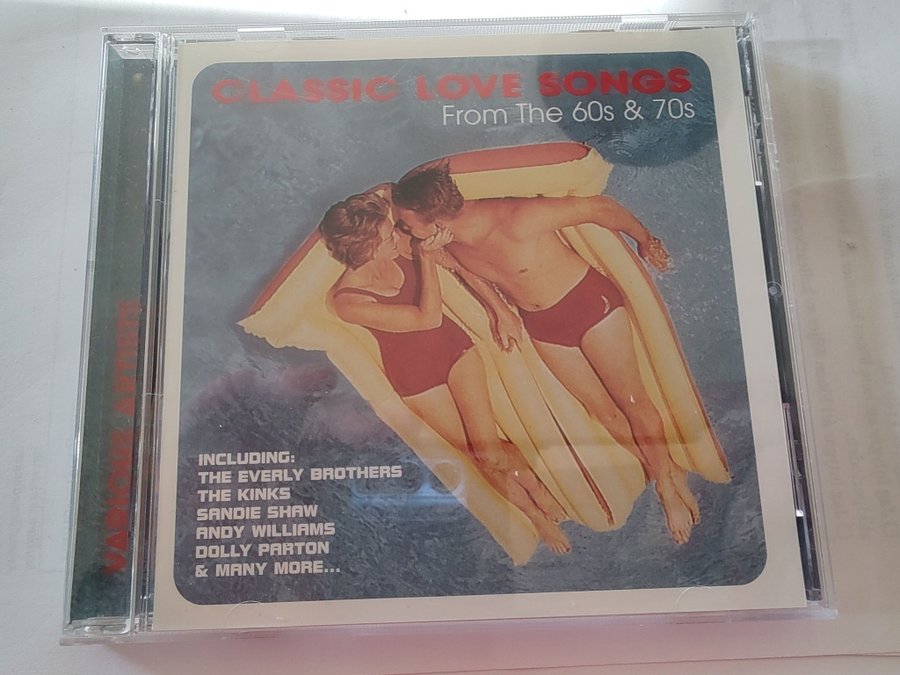 CLASSIC LOVE SONGS
From The 60s & 70s
INCLUDING:
THE EVERLY BROTHERS
THE KINKS
SANDIE SHAW
ANDY WILLIAMS
DOLLY PARTON
& MANY MORE...
VARIOUS ARTISTS